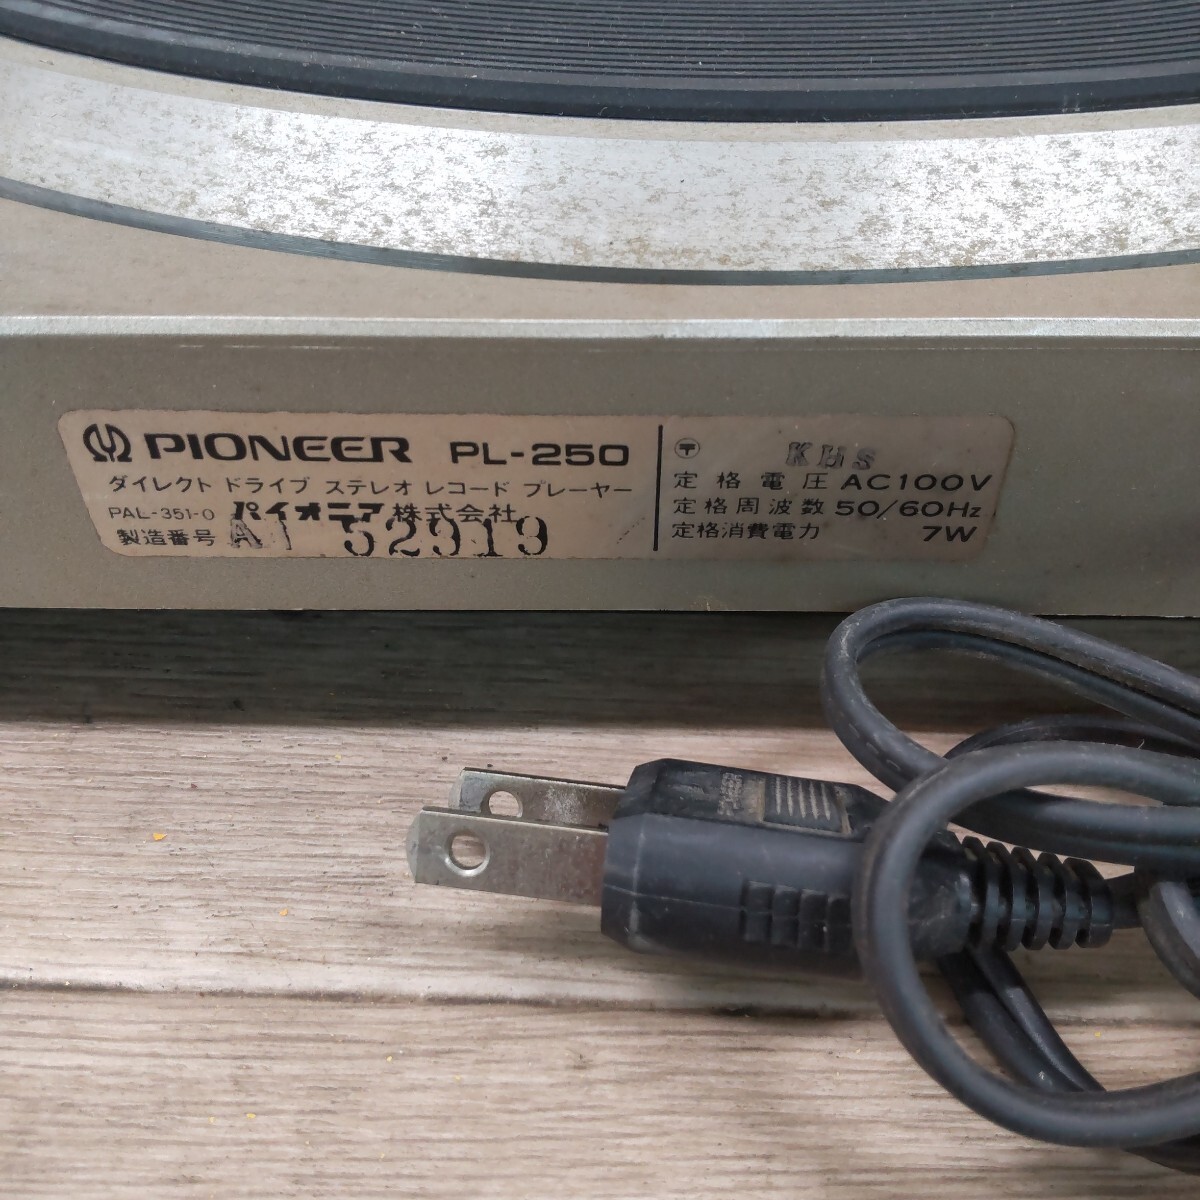 PIONEER PL-250
ダイレクト ドライブ ステレオ レコード プレーヤー
PAL-351-0 パイオニア株式会社
製造番号 AI 52919
〒
定格電圧 AC100V
定格周波数 50/60Hz
定格消費電力 7W